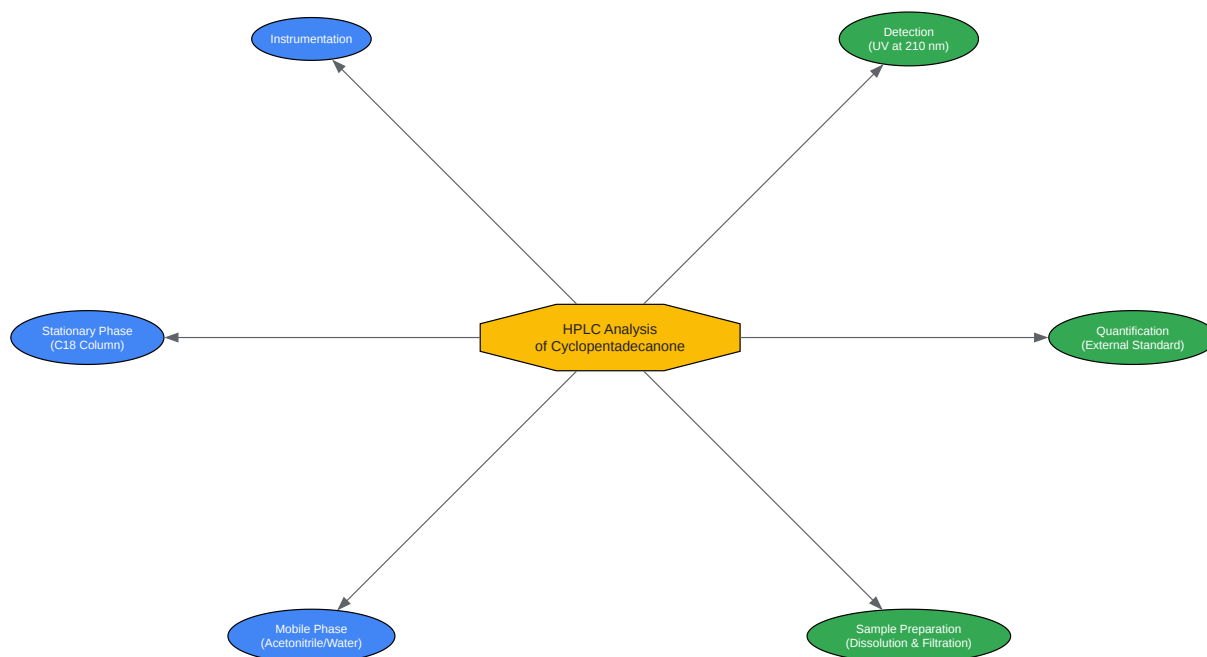 Instrumentation
Detection
(UV at 210 nm)
Stationary Phase
(C18 Column)
HPLC Analysis
of Cyclopentadecanone
Quantification
(External Standard)
Mobile Phase
(Acetonitrile/Water)
Sample Preparation
(Dissolution & Filtration)